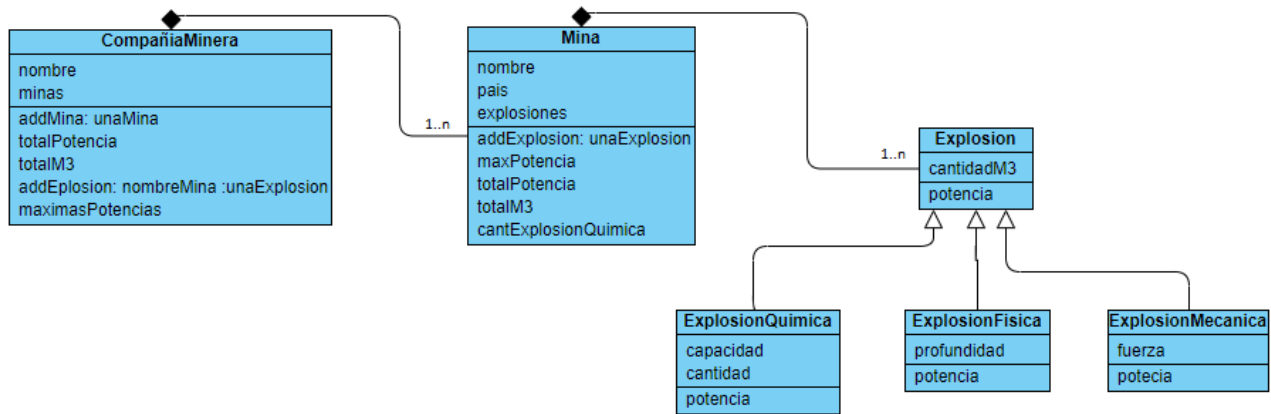 CompañiaMinera
nombre
minas
addMina: unaMina
totalPotencia
totalM3
addEplosion: nombreMina :unaExplosion
maximasPotencias
1..n
Mina
nombre
pais
explosiones
addExplosion: unaExplosion
maxPotencia
totalPotencia
totalM3
cantExplosionQuimica
1..n
Explosion
cantidadM3
potencia
ExplosionQuimica
capacidad
cantidad
potencia
ExplosionFisica
profundidad
potencia
ExplosionMecanica
fuerza
potecia